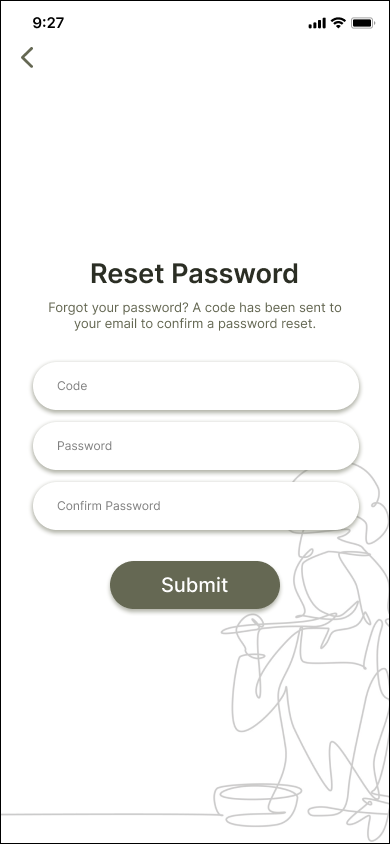 9:27
Reset Password
Forgot your password? A code has been sent to
your email to confirm a password reset.
Code
Password
Confirm Password
Submit